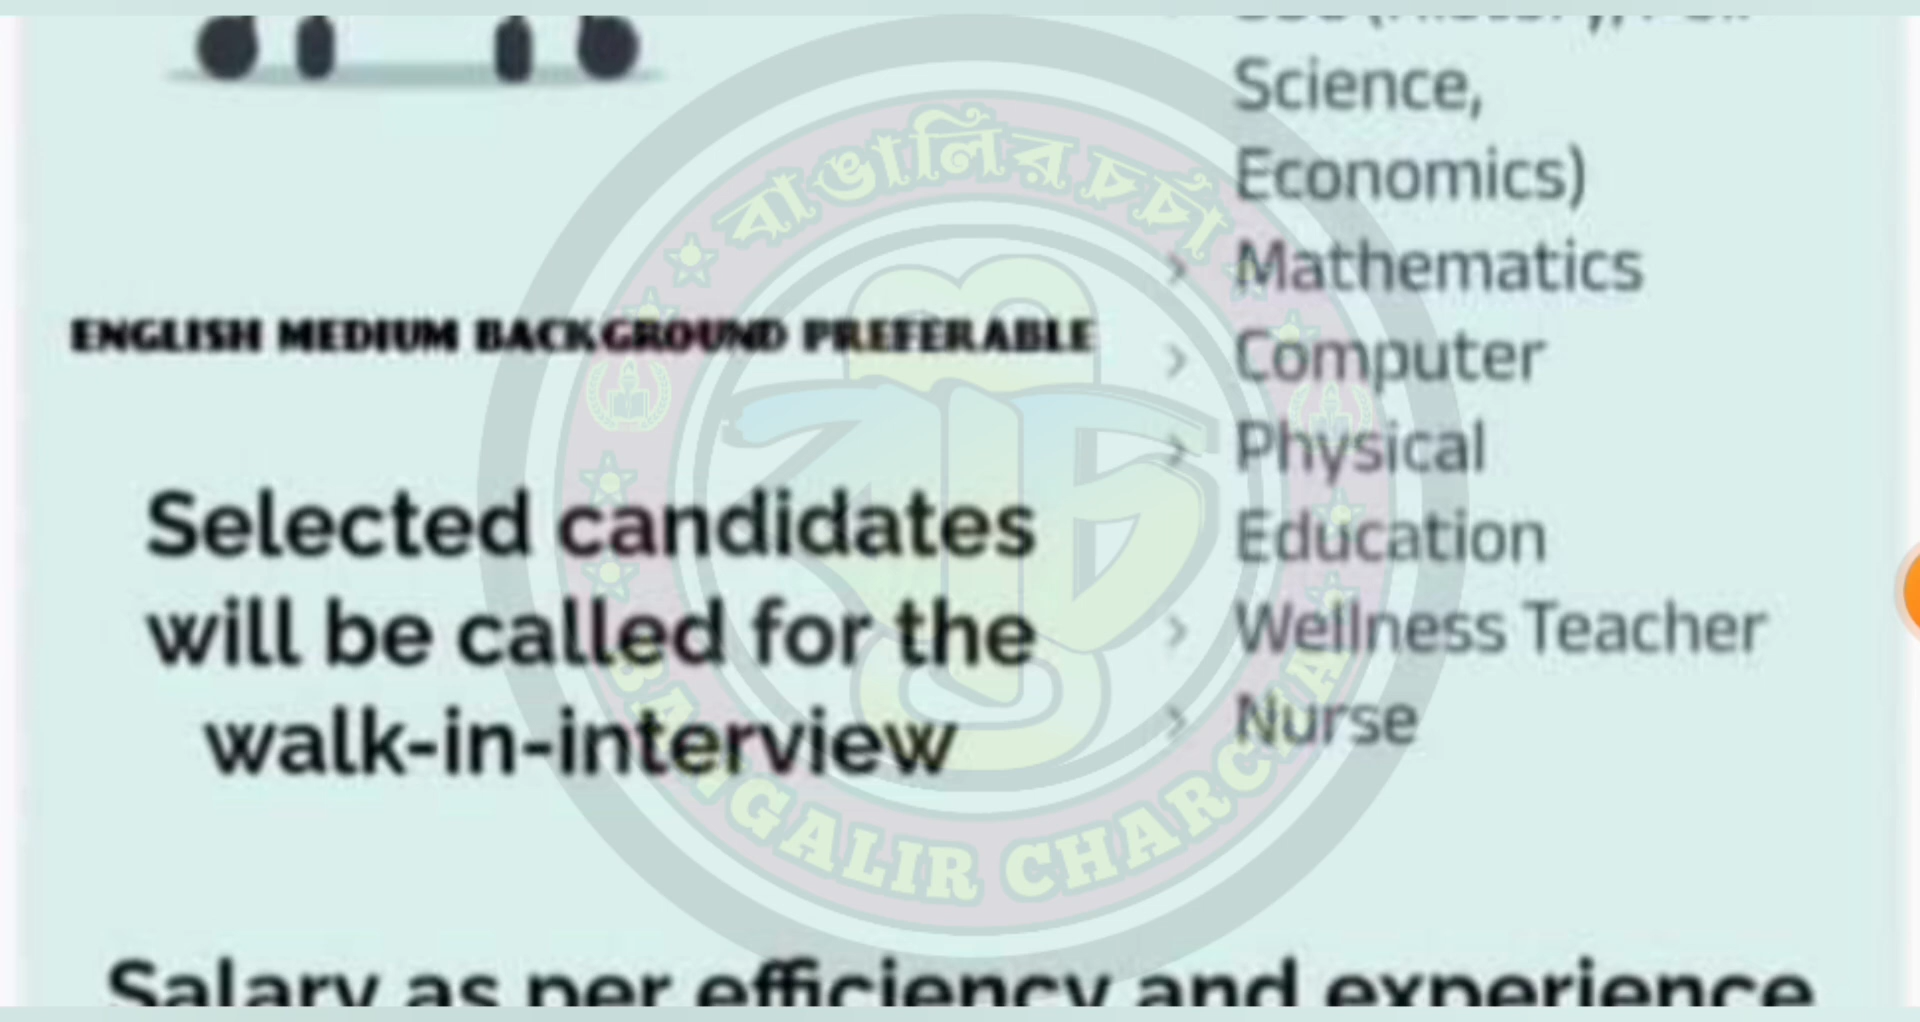 Science,
Economics)
Mathematics
Computer
Physical
Education
Wellness Teacher
Nurse
ENGLISH MEDIUM BACKGROUND PREFERABLE
Selected candidates
will be called for the
walk-in-interview
Salary as per efficiency and experience
বাঙালির চর্চা
বাচ
BANGALIR CHARCHA